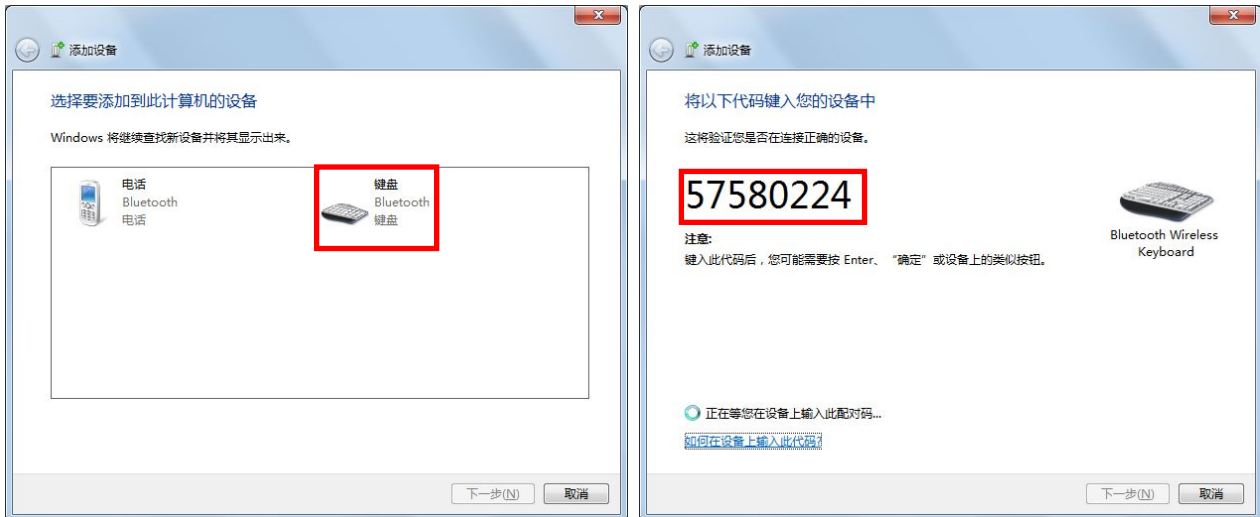 添加设备
选择要添加到此计算机的设备
Windows 将继续查找新设备并将其显示出来。
电话
Bluetooth
电话
键盘
Bluetooth
键盘
下一步(N)
取消
添加设备
将以下代码键入您的设备中
这将验证您是否在连接正确的设备。
57580224
注意:
键入此代码后，您可能需要按 Enter、“确定”或设备上的类似按钮。
Bluetooth Wireless
Keyboard
正在等您在设备上输入此配对码...
如何在设备上输入此代码?
下一步(N)
取消